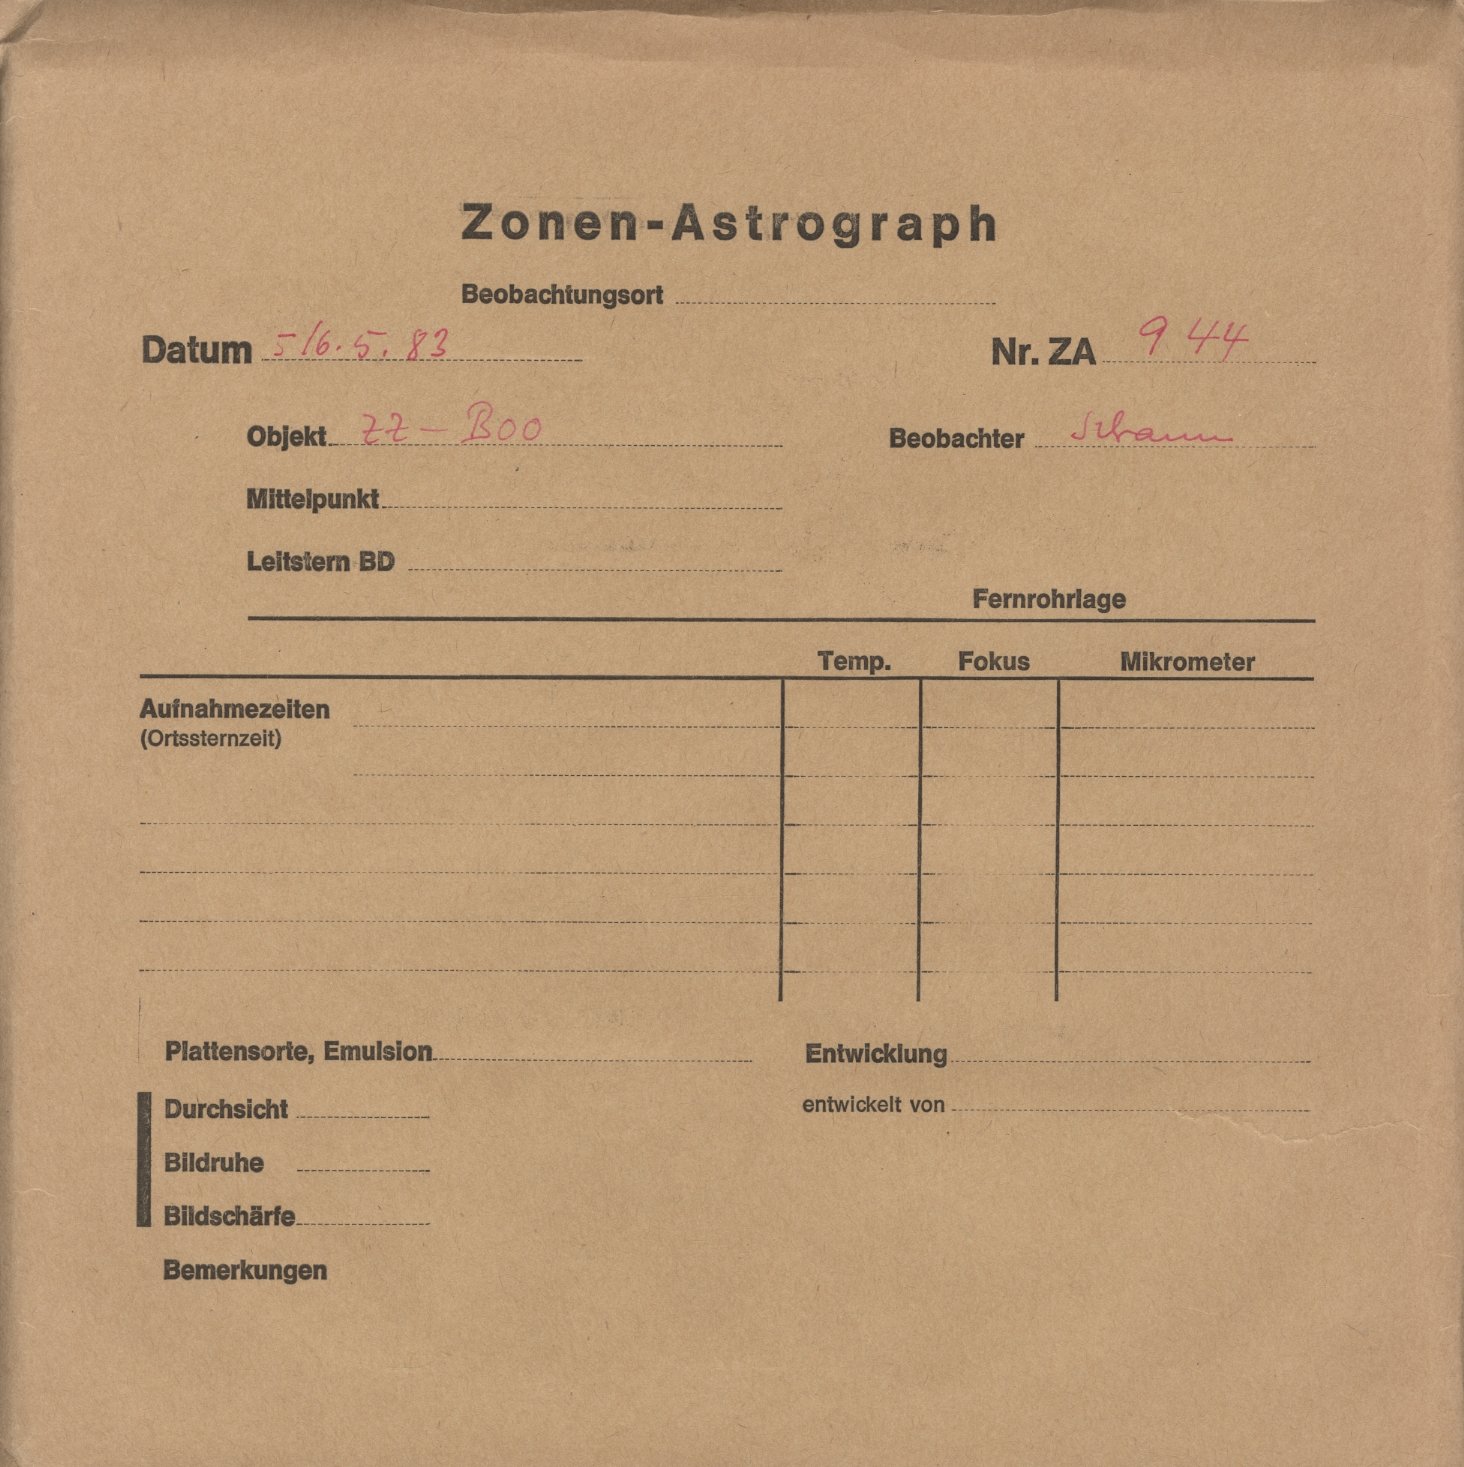 Zonen-Astrograph
Beobachtungsort
Datum 5/6.5.83 Nr. ZA 944
Objekt ZZ-BOO Beobachter
Mittelpunkt
Leitstern BD
Fernrohrlage
Temp. Fokus Mikrometer
Aufnahmezeiten
(Ortssternzeit)
Plattensorte, Emulsion Entwicklung
Durchsicht entwickelt von
Bildruhe
Bildschärfe
Bemerkungen